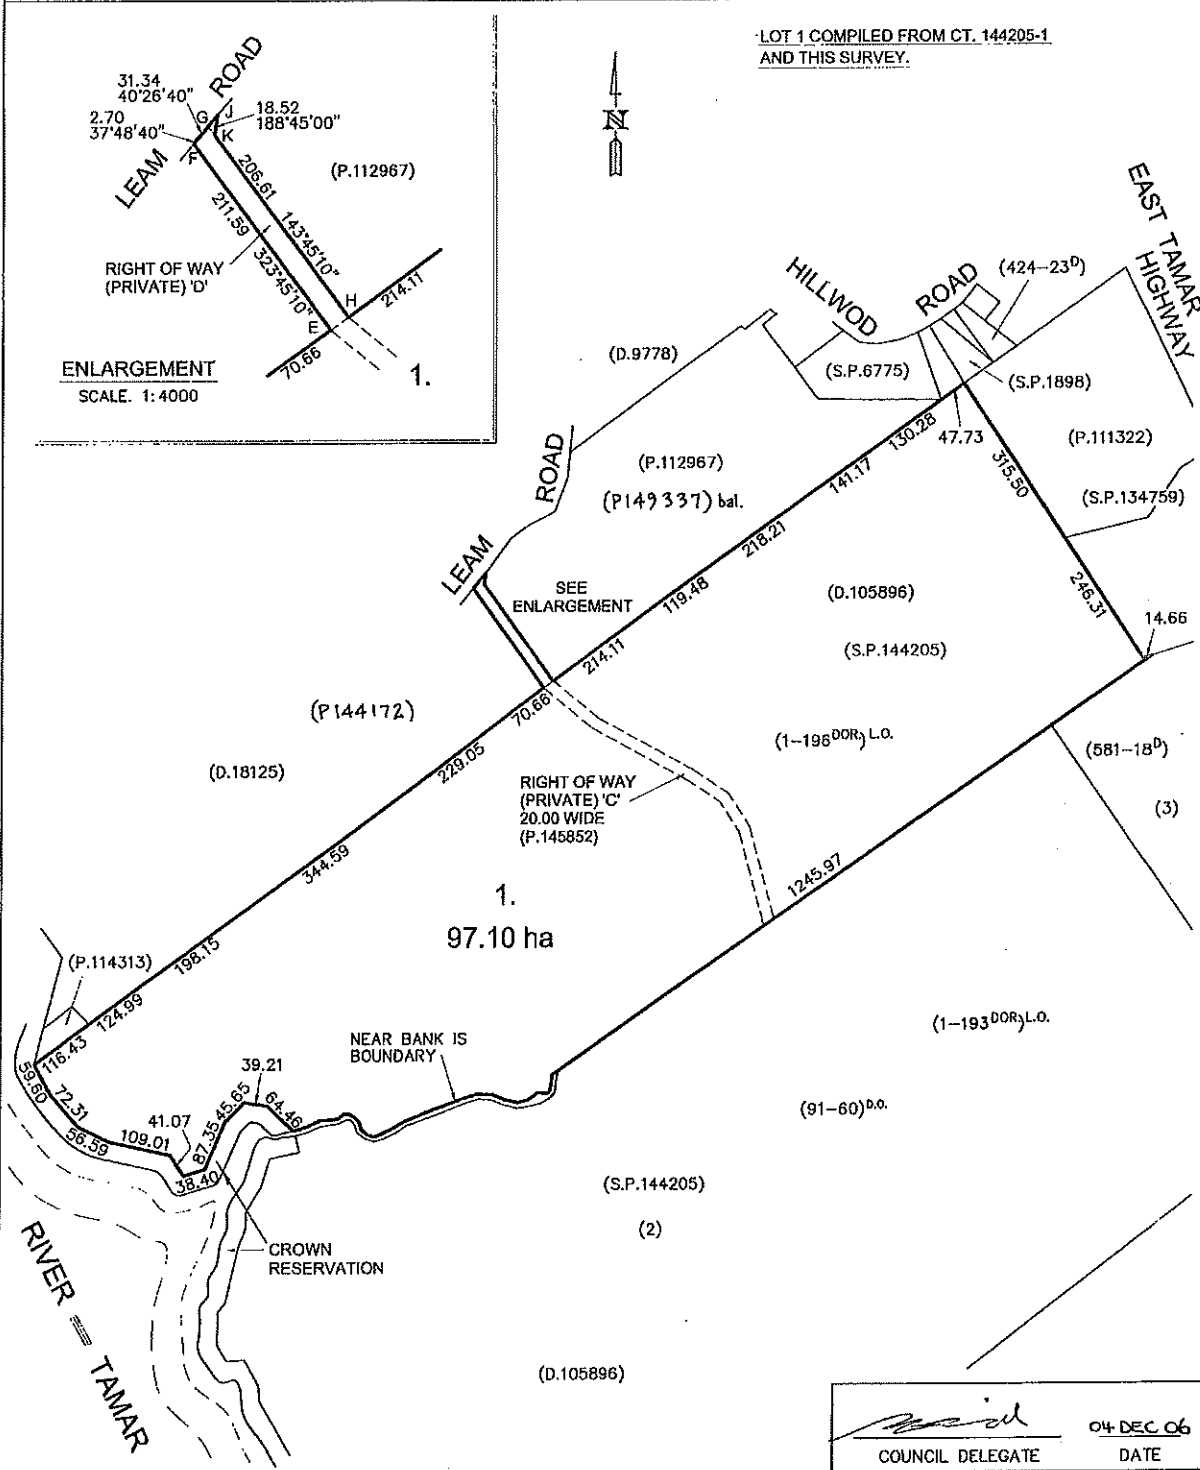 LOT 1 COMPILED FROM CT. 144205-1
AND THIS SURVEY.
31.34
40°26'40"
2.70
37°48'40"
ROAD
G
J
K
F
18.52
188°45'00"
LEAM
(P.112967)
206.61
143°45'10"
211.59
323°45'10"
RIGHT OF WAY
(PRIVATE) 'D'
H
E
214.11
70.66
1.
ENLARGEMENT
SCALE. 1:4000
N
EAST TAMAR
HIGHWAY
HILLWOD ROAD
(424-23D)
(D.9778)
(S.P.6775)
(S.P.1898)
130.28
47.73
(P.111322)
LEAM ROAD
(P.112967)
141.17
315.50
(P149337) bal.
(S.P.134759)
218.21
SEE
ENLARGEMENT
119.48
(D.105896)
246.31
14.66
214.11
(S.P.144205)
(P144172)
70.66
(1-196DOR) L.O.
(581-18D)
(D.18125)
229.05
RIGHT OF WAY
(PRIVATE) 'C'
20.00 WIDE
(P.145852)
(3)
344.59
1245.97
1.
97.10 ha
(P.114313)
198.15
124.99
116.43
(1-193DOR) L.O.
NEAR BANK IS
BOUNDARY
59.60
39.21
72.31
45.65
64.46
(91-60)D.O.
41.07
56.59
109.01
87.35
38.40
(S.P.144205)
(2)
CROWN
RESERVATION
RIVER TAMAR
(D.105896)
04 DEC 06
COUNCIL DELEGATE
DATE